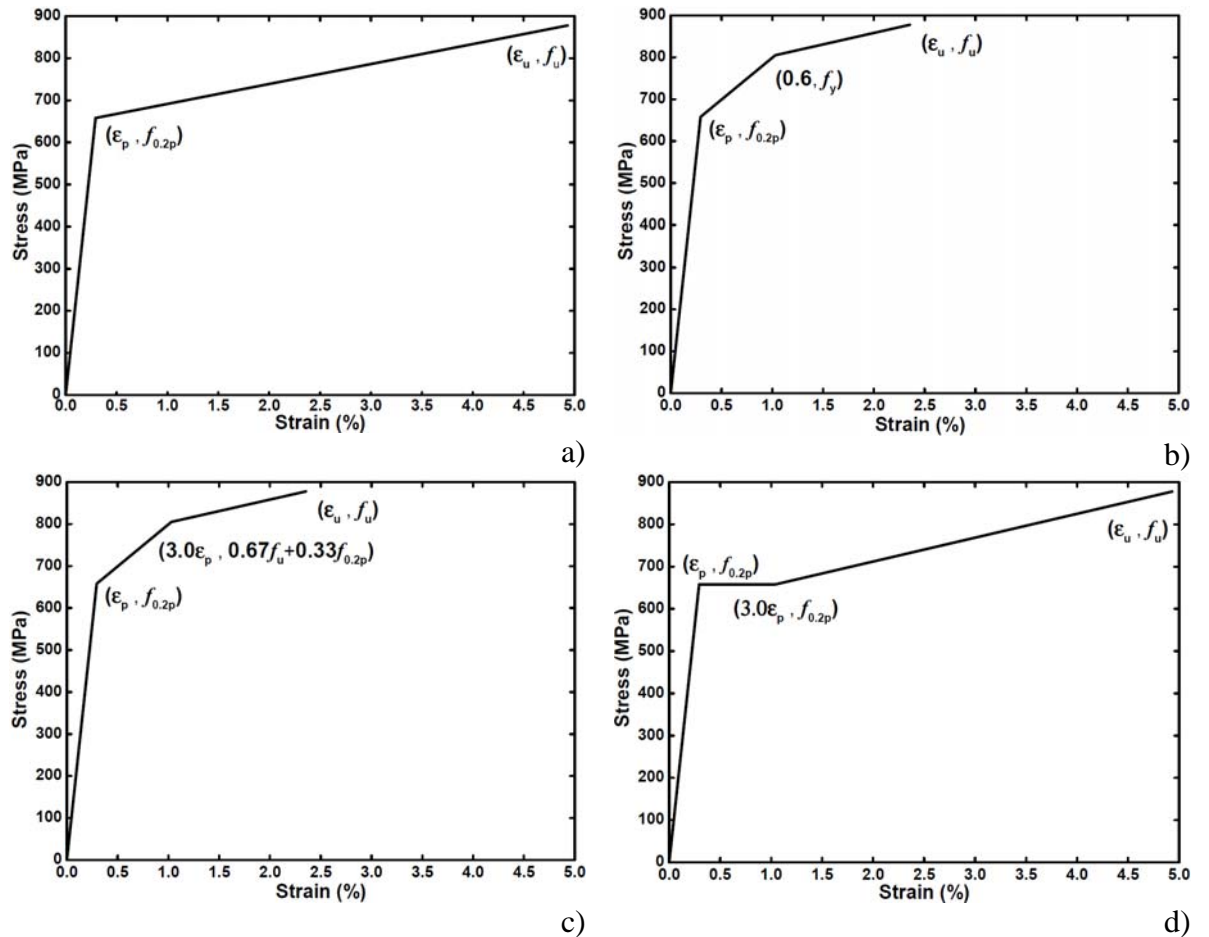 900
800
700
600
500
400
300
200
100
0
Stress (MPa)
(εu , fu)
(εp , f0.2p)
0.0 0.5 1.0 1.5 2.0 2.5 3.0 3.5 4.0 4.5 5.0
Strain (%)
a)
900
800
700
600
500
400
300
200
100
0
Stress (MPa)
(εu , fu)
(0.6, fy)
(εp , f0.2p)
0.0 0.5 1.0 1.5 2.0 2.5 3.0 3.5 4.0 4.5 5.0
Strain (%)
b)
900
800
700
600
500
400
300
200
100
0
Stress (MPa)
(εu , fu)
(3.0εp , 0.67fu+0.33f0.2p)
(εp , f0.2p)
0.0 0.5 1.0 1.5 2.0 2.5 3.0 3.5 4.0 4.5 5.0
Strain (%)
c)
900
800
700
600
500
400
300
200
100
0
Stress (MPa)
(εu , fu)
(εp , f0.2p)
(3.0εp , f0.2p)
0.0 0.5 1.0 1.5 2.0 2.5 3.0 3.5 4.0 4.5 5.0
Strain (%)
d)